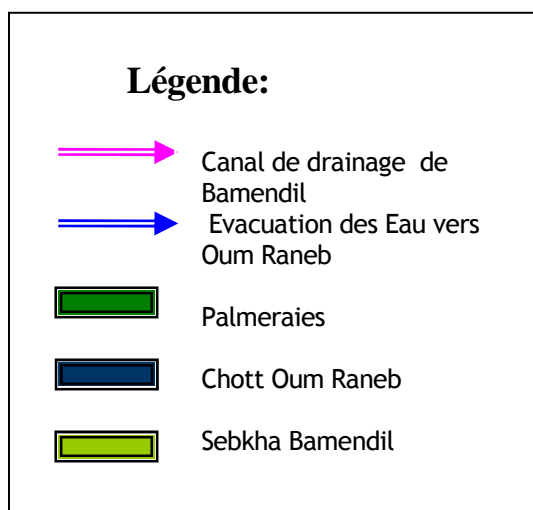 Légende:
Canal de drainage de
Bamendil
Evacuation des Eau vers
Oum Raneb
Palmeraies
Chott Oum Raneb
Sebkha Bamendil